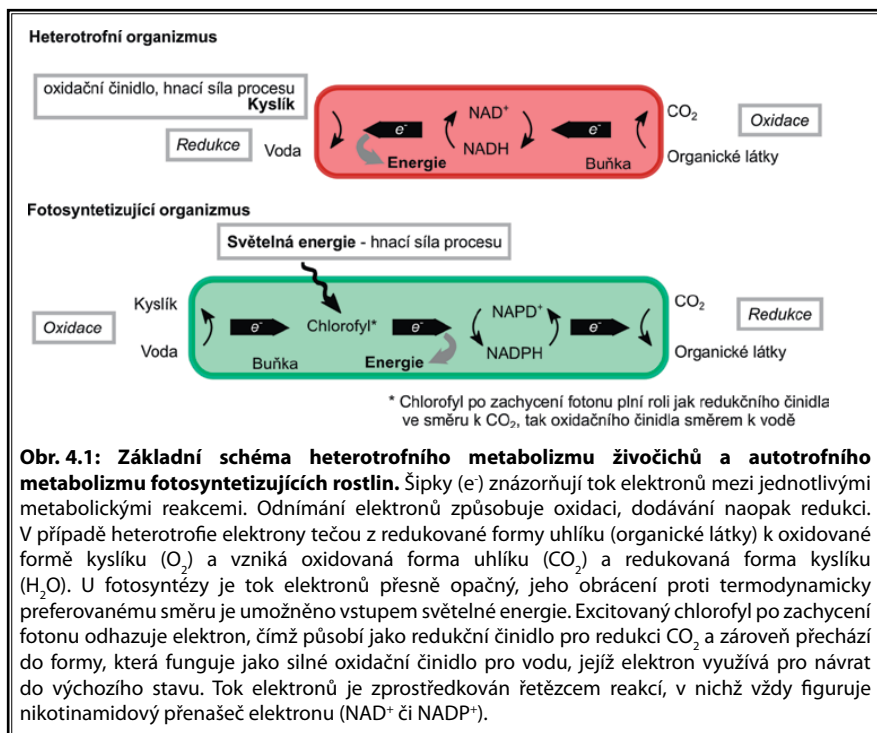 Heterotrofní organizmus
oxidační činidlo, hnací síla procesu
Kyslík
Redukce
Voda
e-
Energie
NAD+
NADH
e-
Buňka
CO2
Organické látky
Oxidace
Fotosyntetizující organizmus
Světelná energie - hnací síla procesu
Oxidace
Kyslík
Voda
e-
Buňka
Chlorofyl*
e-
Energie
NAPD+
NADPH
e-
CO2
Organické látky
Redukce
* Chlorofyl po zachycení fotonu plní roli jak redukčního činidla
ve směru k CO2, tak oxidačního činidla směrem k vodě
Obr. 4.1: Základní schéma heterotrofního metabolizmu živočichů a autotrofního
metabolizmu fotosyntetizujících rostlin. Šipky (e-) znázorňují tok elektronů mezi jednotlivými
metabolickými reakcemi. Odnímání elektronů způsobuje oxidaci, dodávání naopak redukci.
V případě heterotrofie elektrony tečou z redukované formy uhlíku (organické látky) k oxidované
formě kyslíku (O2) a vzniká oxidovaná forma uhlíku (CO2) a redukovaná forma kyslíku
(H2O). U fotosyntézy je tok elektronů přesně opačný, jeho obrácení proti termodynamicky
preferovanému směru je umožněno vstupem světelné energie. Excitovaný chlorofyl po zachycení
fotonu odhazuje elektron, čímž působí jako redukční činidlo pro redukci CO2 a zároveň přechází
do formy, která funguje jako silné oxidační činidlo pro vodu, jejíž elektron využívá pro návrat
do výchozího stavu. Tok elektronů je zprostředkován řetězcem reakcí, v nichž vždy figuruje
nikotinamidový přenašeč elektronu (NAD+ či NADP+).